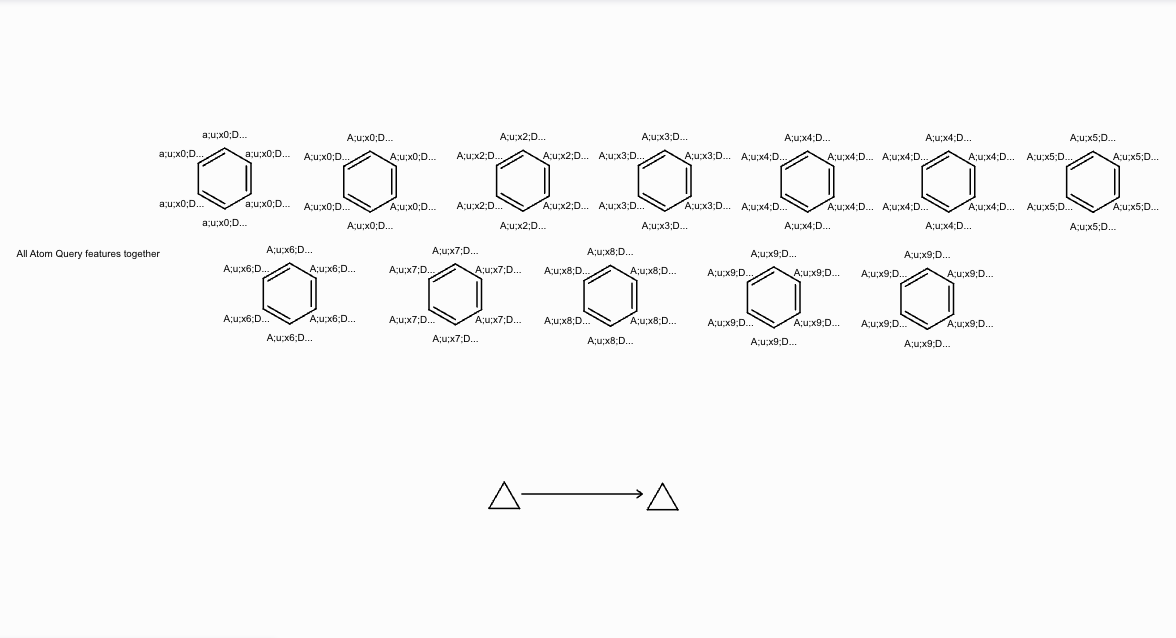 a;u;x0;D...
a;u;x0;D... a;u;x0;D...
a;u;x0;D... a;u;x0;D...
a;u;x0;D...
A;u;x0;D...
A;u;x0;D... A;u;x0;D...
A;u;x0;D... A;u;x0;D...
A;u;x0;D...
A;u;x2;D...
A;u;x2;D... A;u;x2;D...
A;u;x2;D... A;u;x2;D...
A;u;x2;D...
A;u;x3;D...
A;u;x3;D... A;u;x3;D...
A;u;x3;D... A;u;x3;D...
A;u;x3;D...
A;u;x4;D...
A;u;x4;D... A;u;x4;D...
A;u;x4;D... A;u;x4;D...
A;u;x4;D...
A;u;x4;D...
A;u;x4;D... A;u;x4;D...
A;u;x4;D... A;u;x4;D...
A;u;x4;D...
A;u;x5;D...
A;u;x5;D... A;u;x5;D...
A;u;x5;D... A;u;x5;D...
A;u;x5;D...
All Atom Query features together
A;u;x6;D...
A;u;x6;D... A;u;x6;D...
A;u;x6;D... A;u;x6;D...
A;u;x6;D...
A;u;x7;D...
A;u;x7;D... A;u;x7;D...
A;u;x7;D... A;u;x7;D...
A;u;x7;D...
A;u;x8;D...
A;u;x8;D... A;u;x8;D...
A;u;x8;D... A;u;x8;D...
A;u;x8;D...
A;u;x9;D...
A;u;x9;D... A;u;x9;D...
A;u;x9;D... A;u;x9;D...
A;u;x9;D...
A;u;x9;D...
A;u;x9;D... A;u;x9;D...
A;u;x9;D... A;u;x9;D...
A;u;x9;D...